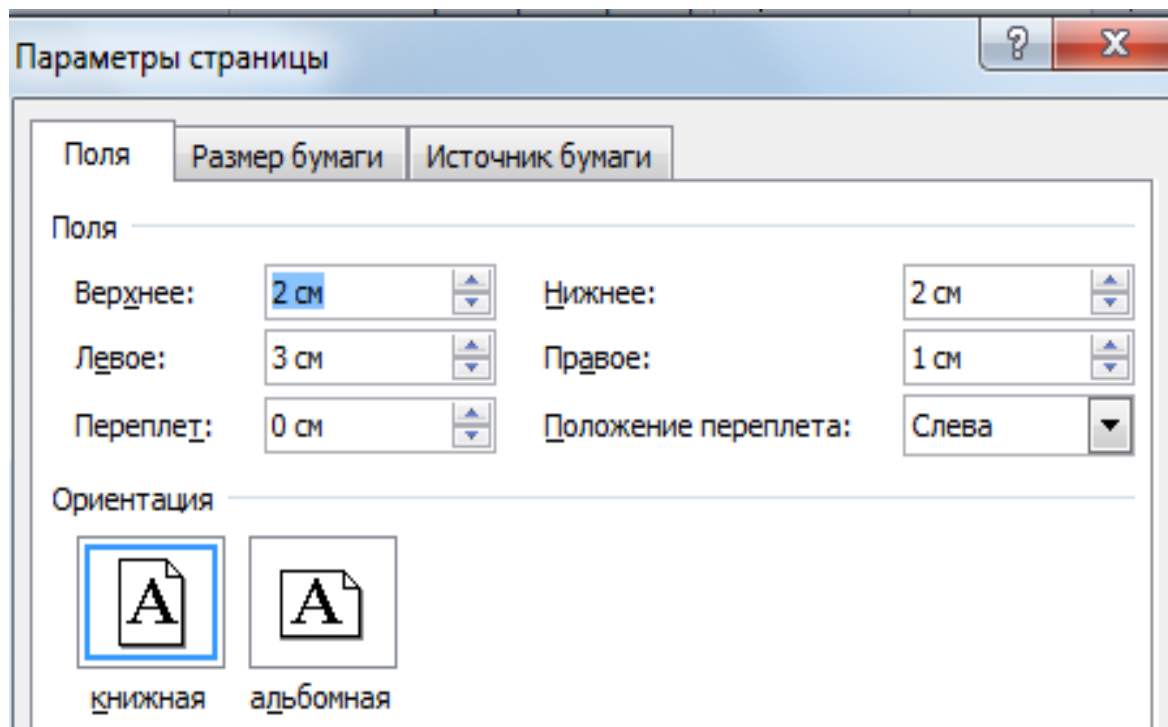 Параметры страницы
Поля Размер бумаги Источник бумаги
Поля
Верхнее: 2 см Нижнее: 2 см
Левое: 3 см Правое: 1 см
Переплет: 0 см Положение переплета: Слева
Ориентация
A A
книжная альбомная